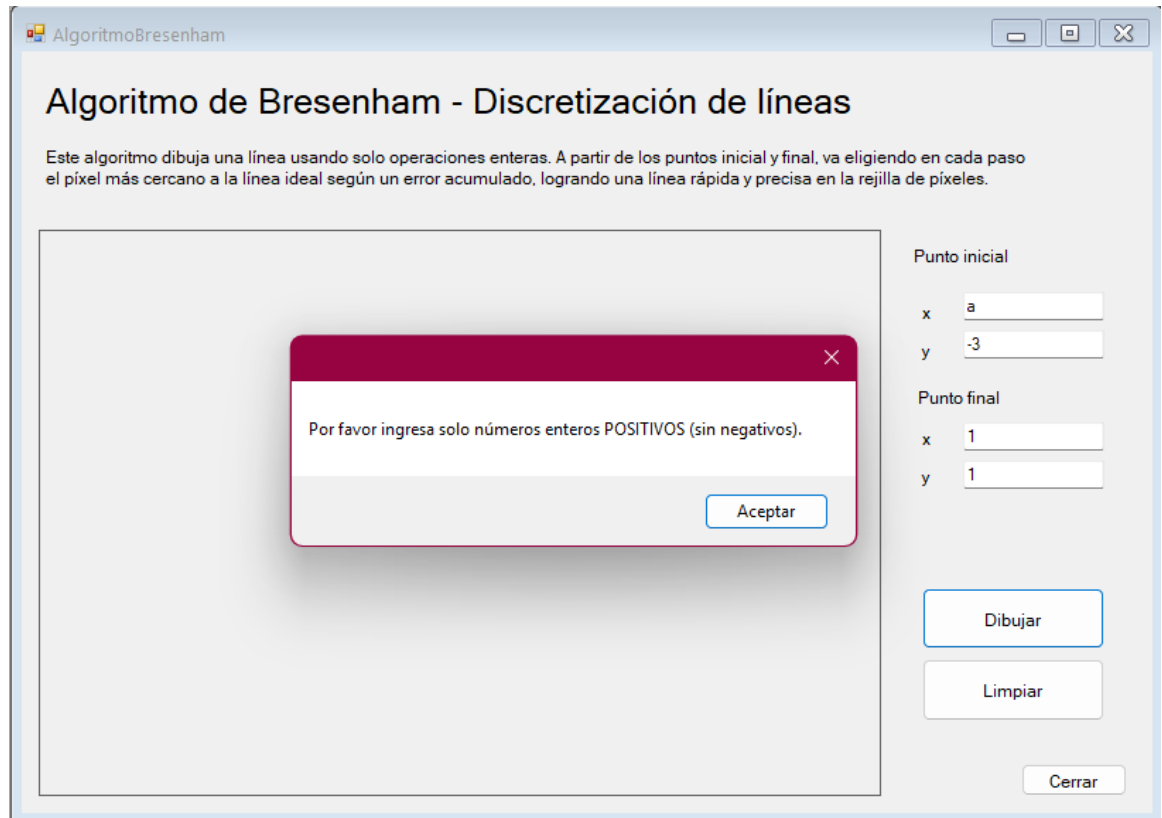 AlgoritmoBresenham
Algoritmo de Bresenham - Discretización de líneas
Este algoritmo dibuja una línea usando solo operaciones enteras. A partir de los puntos inicial y final, va eligiendo en cada paso
el píxel más cercano a la línea ideal según un error acumulado, logrando una línea rápida y precisa en la rejilla de píxeles.
Punto inicial
x a
y -3
Punto final
x 1
y 1
Por favor ingresa solo números enteros POSITIVOS (sin negativos).
Aceptar
Dibujar
Limpiar
Cerrar